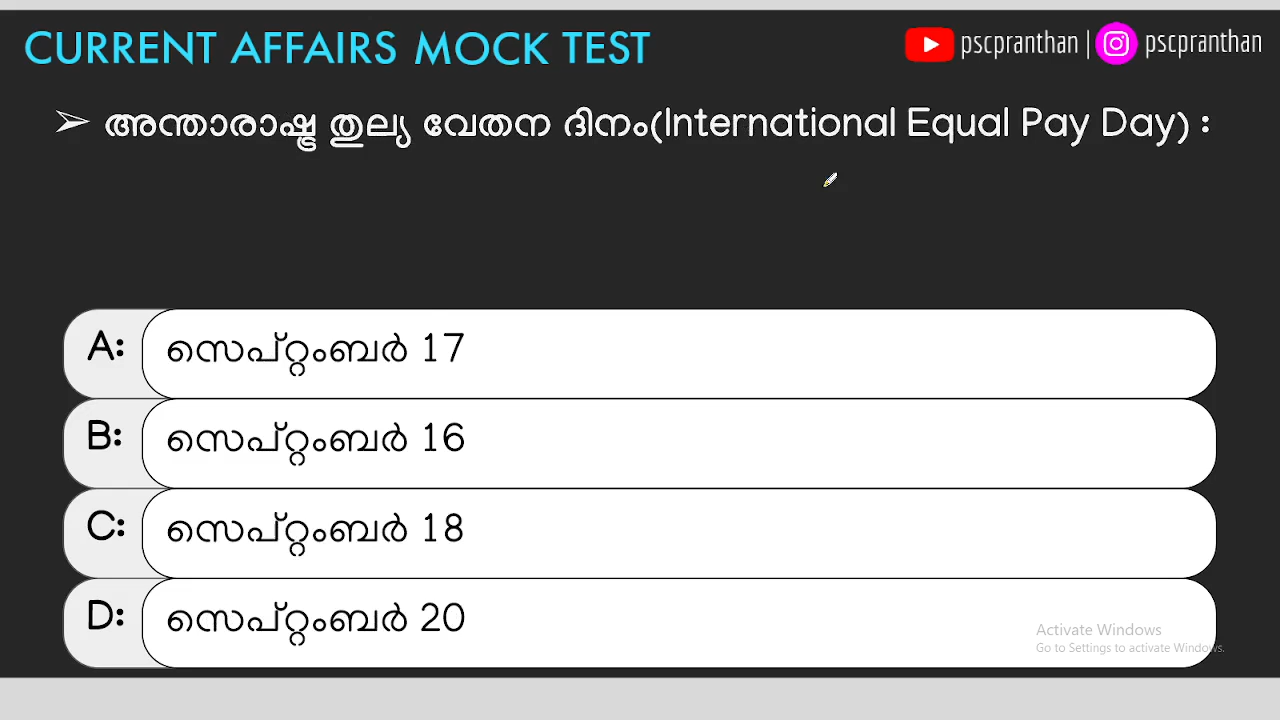 CURRENT AFFAIRS MOCK TEST
pscpranthan | pscpranthan
➢ അന്താരാഷ്ട്ര തുല്യ വേതന ദിനം(International Equal Pay Day) :
A: സെപ്റ്റംബർ 17
B: സെപ്റ്റംബർ 16
C: സെപ്റ്റംബർ 18
D: സെപ്റ്റംബർ 20
Activate Windows
Go to Settings to activate Windows.